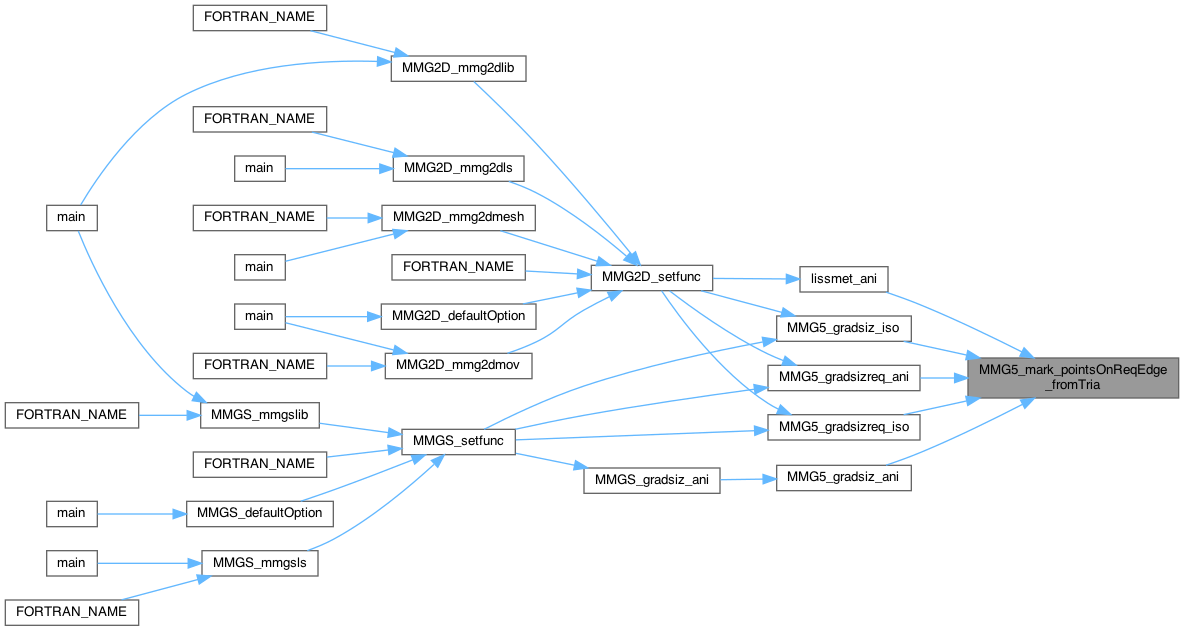 FORTRAN_NAME
MMG2D_mmg2dlib
FORTRAN_NAME
main
MMG2D_mmg2dls
main
FORTRAN_NAME
MMG2D_mmg2dmesh
main
FORTRAN_NAME
MMG2D_setfunc
lissmet_ani
main
MMG2D_defaultOption
MMG5_gradsiz_iso
FORTRAN_NAME
MMG2D_mmg2dmov
MMG5_gradsizreq_ani
MMG5_mark_pointsOnReqEdge
_fromTria
FORTRAN_NAME
MMGS_mmgslib
MMGS_setfunc
MMG5_gradsizreq_iso
FORTRAN_NAME
MMGS_gradsiz_ani
MMG5_gradsiz_ani
main
MMGS_defaultOption
main
MMGS_mmgsls
FORTRAN_NAME